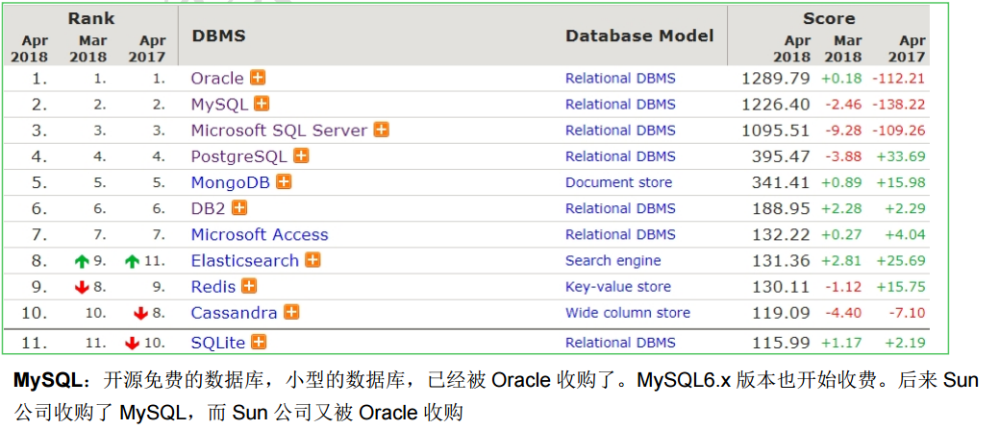 Rank Score
Apr 2018 Mar 2018 Apr 2017 DBMS Database Model Apr 2018 Mar 2018 Apr 2017
1. 1. 1. Oracle Relational DBMS 1289.79 +0.18 -112.21
2. 2. 2. MySQL Relational DBMS 1226.40 -2.46 -138.22
3. 3. 3. Microsoft SQL Server Relational DBMS 1095.51 -9.28 -109.26
4. 4. 4. PostgreSQL Relational DBMS 395.47 -3.88 +33.69
5. 5. 5. MongoDB Document store 341.41 +0.89 +15.98
6. 6. 6. DB2 Relational DBMS 188.95 +2.28 +2.29
7. 7. 7. Microsoft Access Relational DBMS 132.22 +0.27 +4.04
8. 9. 11. Elasticsearch Search engine 131.36 +2.81 +25.69
9. 8. 9. Redis Key-value store 130.11 -1.12 +15.75
10. 10. 8. Cassandra Wide column store 119.09 -4.40 -7.10
11. 11. 10. SQLite Relational DBMS 115.99 +1.17 +2.19
MySQL：开源免费的数据库，小型的数据库，已经被 Oracle 收购了。MySQL6.x 版本也开始收费。后来 Sun
公司收购了 MySQL，而 Sun 公司又被 Oracle 收购